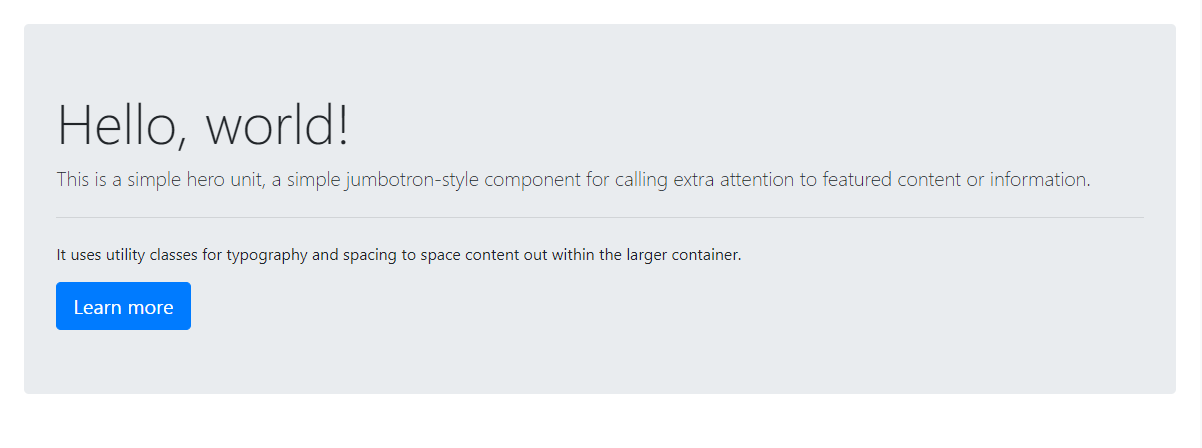 Hello, world!
This is a simple hero unit, a simple jumbotron-style component for calling extra attention to featured content or information.
It uses utility classes for typography and spacing to space content out within the larger container.
Learn more